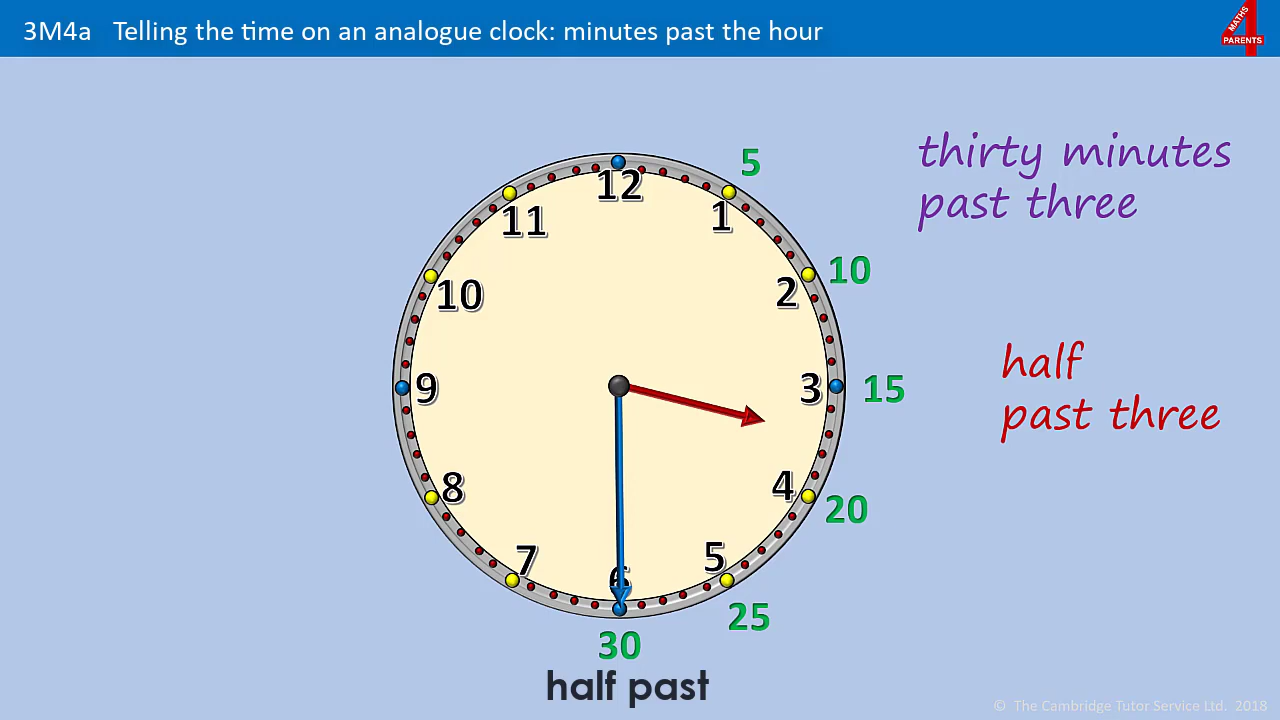 3M4a Telling the time on an analogue clock: minutes past the hour
MATHS
4
PARENTS
thirty minutes
past three
half
past three
12
1
2
3
4
5
6
7
8
9
10
11
5
10
15
20
25
30
half past
© The Cambridge Tutor Service Ltd. 2018